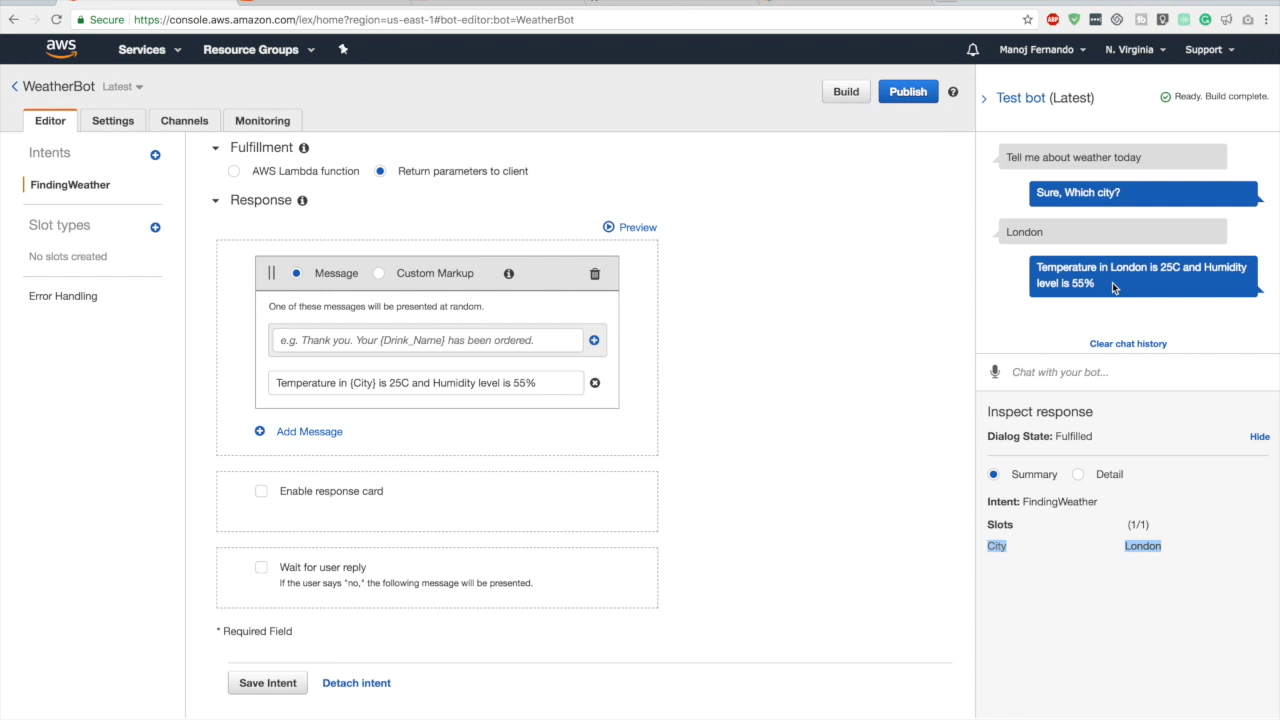 Secure https://console.aws.amazon.com/lex/home?region=us-east-1#bot-editor:bot=WeatherBot
ABP
aws Services Resource Groups Manoj Fernando N. Virginia Support
WeatherBot Latest
Build Publish
Editor Settings Channels Monitoring
Intents
FindingWeather
Slot types
No slots created
Error Handling
Fulfillment
AWS Lambda function Return parameters to client
Response
Preview
Message Custom Markup
One of these messages will be presented at random.
e.g. Thank you. Your {Drink_Name} has been ordered.
Temperature in {City} is 25C and Humidity level is 55%
Add Message
Enable response card
Wait for user reply
If the user says "no," the following message will be presented.
* Required Field
Save Intent Detach intent
Test bot (Latest) Ready. Build complete.
Tell me about weather today
Sure, Which city?
London
Temperature in London is 25C and Humidity
level is 55%
Clear chat history
Chat with your bot...
Inspect response
Dialog State: Fulfilled Hide
Summary Detail
Intent: FindingWeather
Slots (1/1)
City London